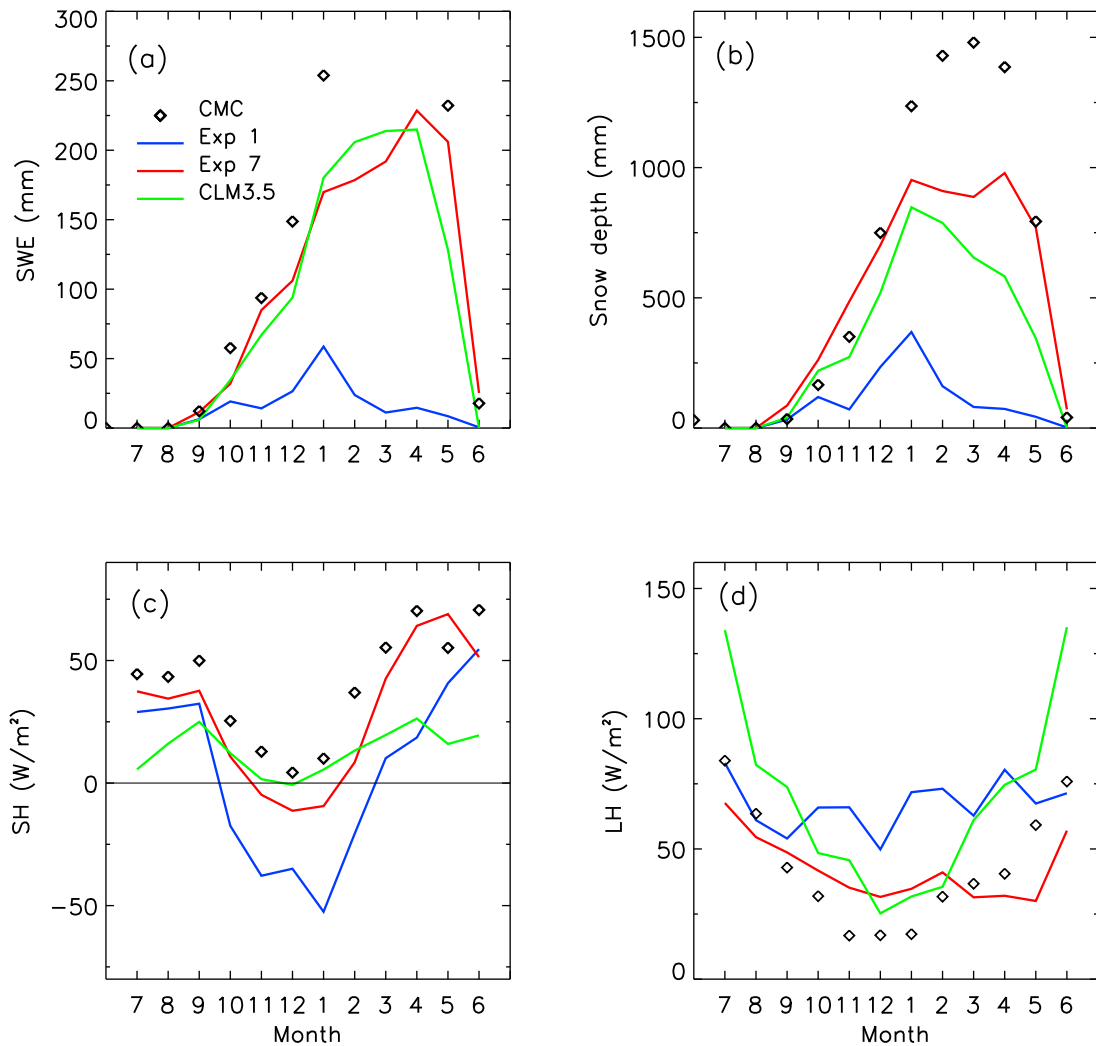 (a)
SWE (mm)
300
250
200
150
100
50
0
CMC
Exp 1
Exp 7
CLM3.5
7 8 9 10 11 12 1 2 3 4 5 6
(b)
Snow depth (mm)
1500
1000
500
0
7 8 9 10 11 12 1 2 3 4 5 6
(c)
SH (W/m²)
50
0
−50
7 8 9 10 11 12 1 2 3 4 5 6
Month
(d)
LH (W/m²)
150
100
50
0
7 8 9 10 11 12 1 2 3 4 5 6
Month